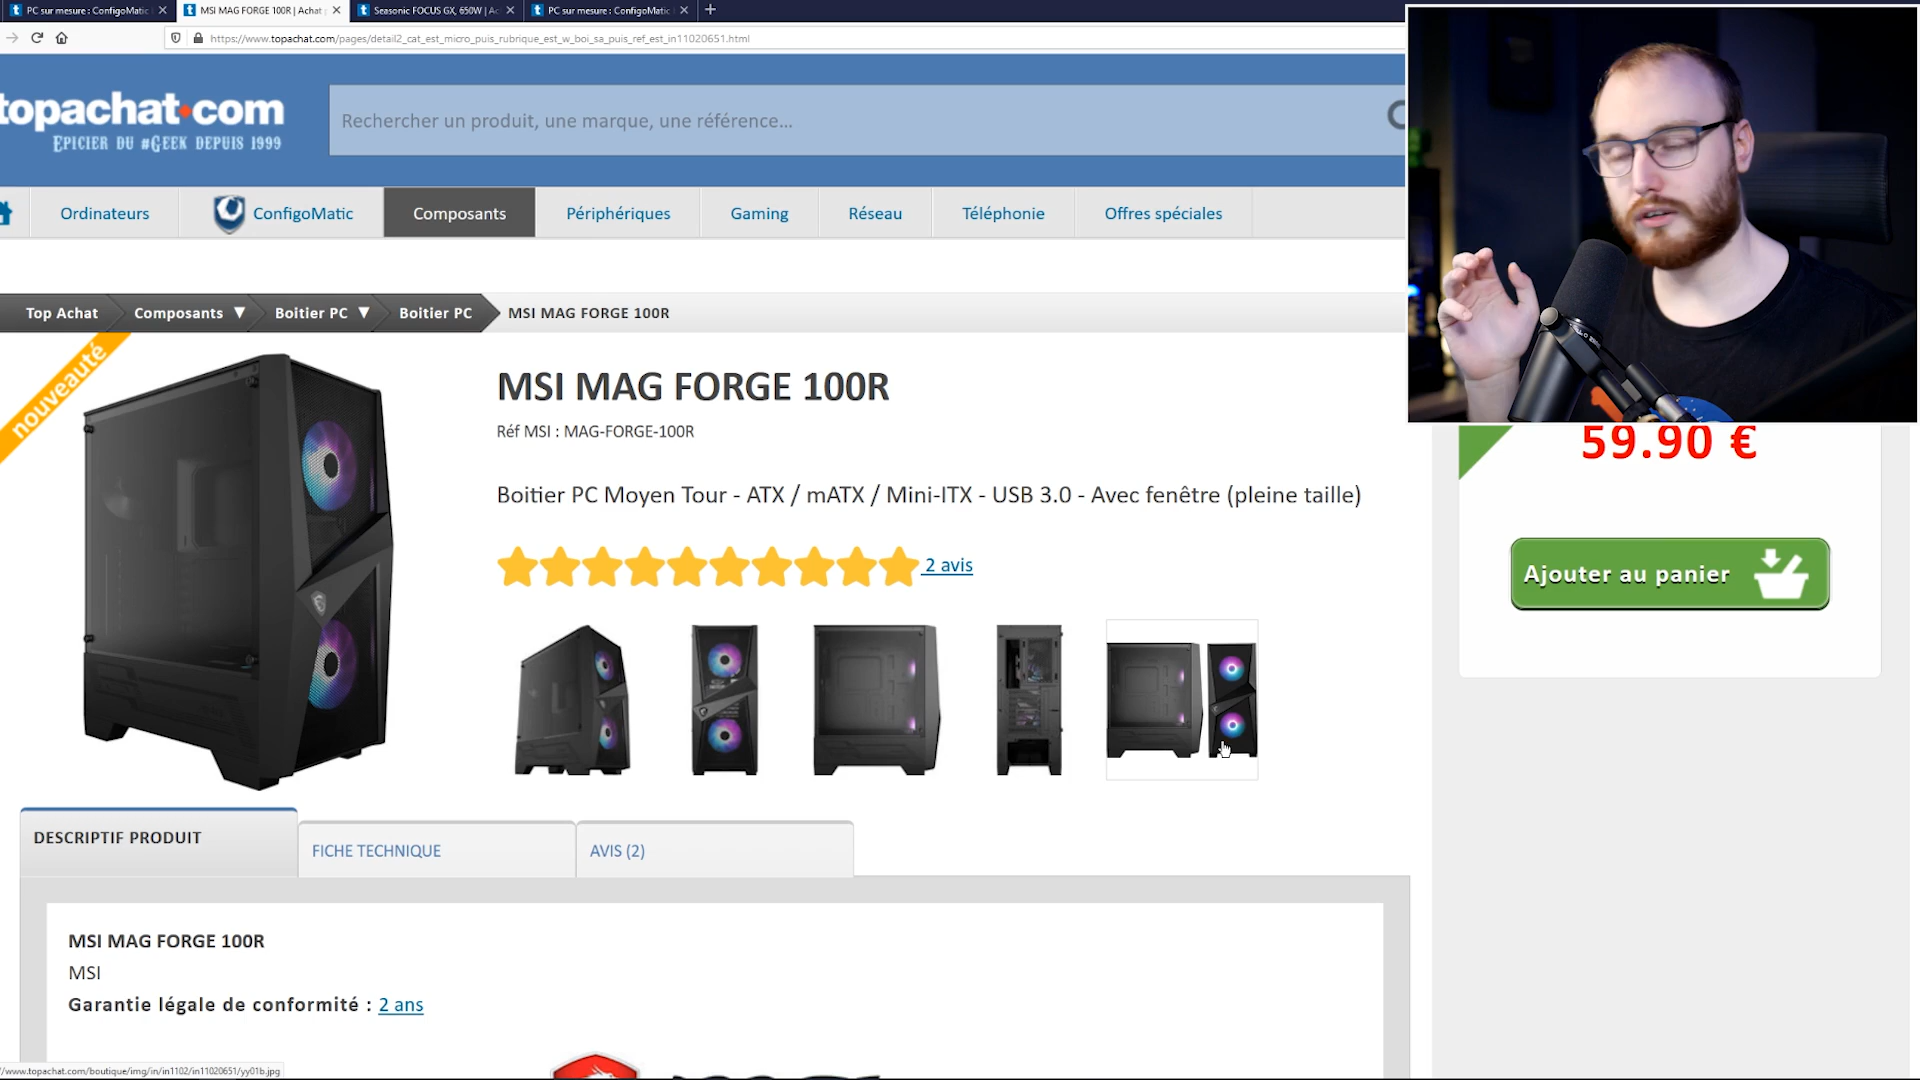 PC sur mesure : ConfigoMatic
MSI MAG FORGE 100R | Achat
Seasonic FOCUS GX, 650W | Ac
PC sur mesure : ConfigoMatic
https://www.topachat.com/pages/detail2_cat_est_micro_puis_rubrique_est_w_boi_sa_puis_ref_est_in11020651.html
topachat.com
EPICIER DU #GEEK DEPUIS 1999
Rechercher un produit, une marque, une référence...
Ordinateurs
ConfigoMatic
Composants
Périphériques
Gaming
Réseau
Téléphonie
Offres spéciales
Top Achat
Composants ▼
Boitier PC ▼
Boitier PC
MSI MAG FORGE 100R
nouveauté
MSI MAG FORGE 100R
Réf MSI : MAG-FORGE-100R
Boitier PC Moyen Tour - ATX / mATX / Mini-ITX - USB 3.0 - Avec fenêtre (pleine taille)
2 avis
59.90 €
Ajouter au panier
DESCRIPTIF PRODUIT
FICHE TECHNIQUE
AVIS (2)
MSI MAG FORGE 100R
MSI
Garantie légale de conformité : 2 ans
/www.topachat.com/boutique/img/in/in1102/in11020651/yy01b.jpg